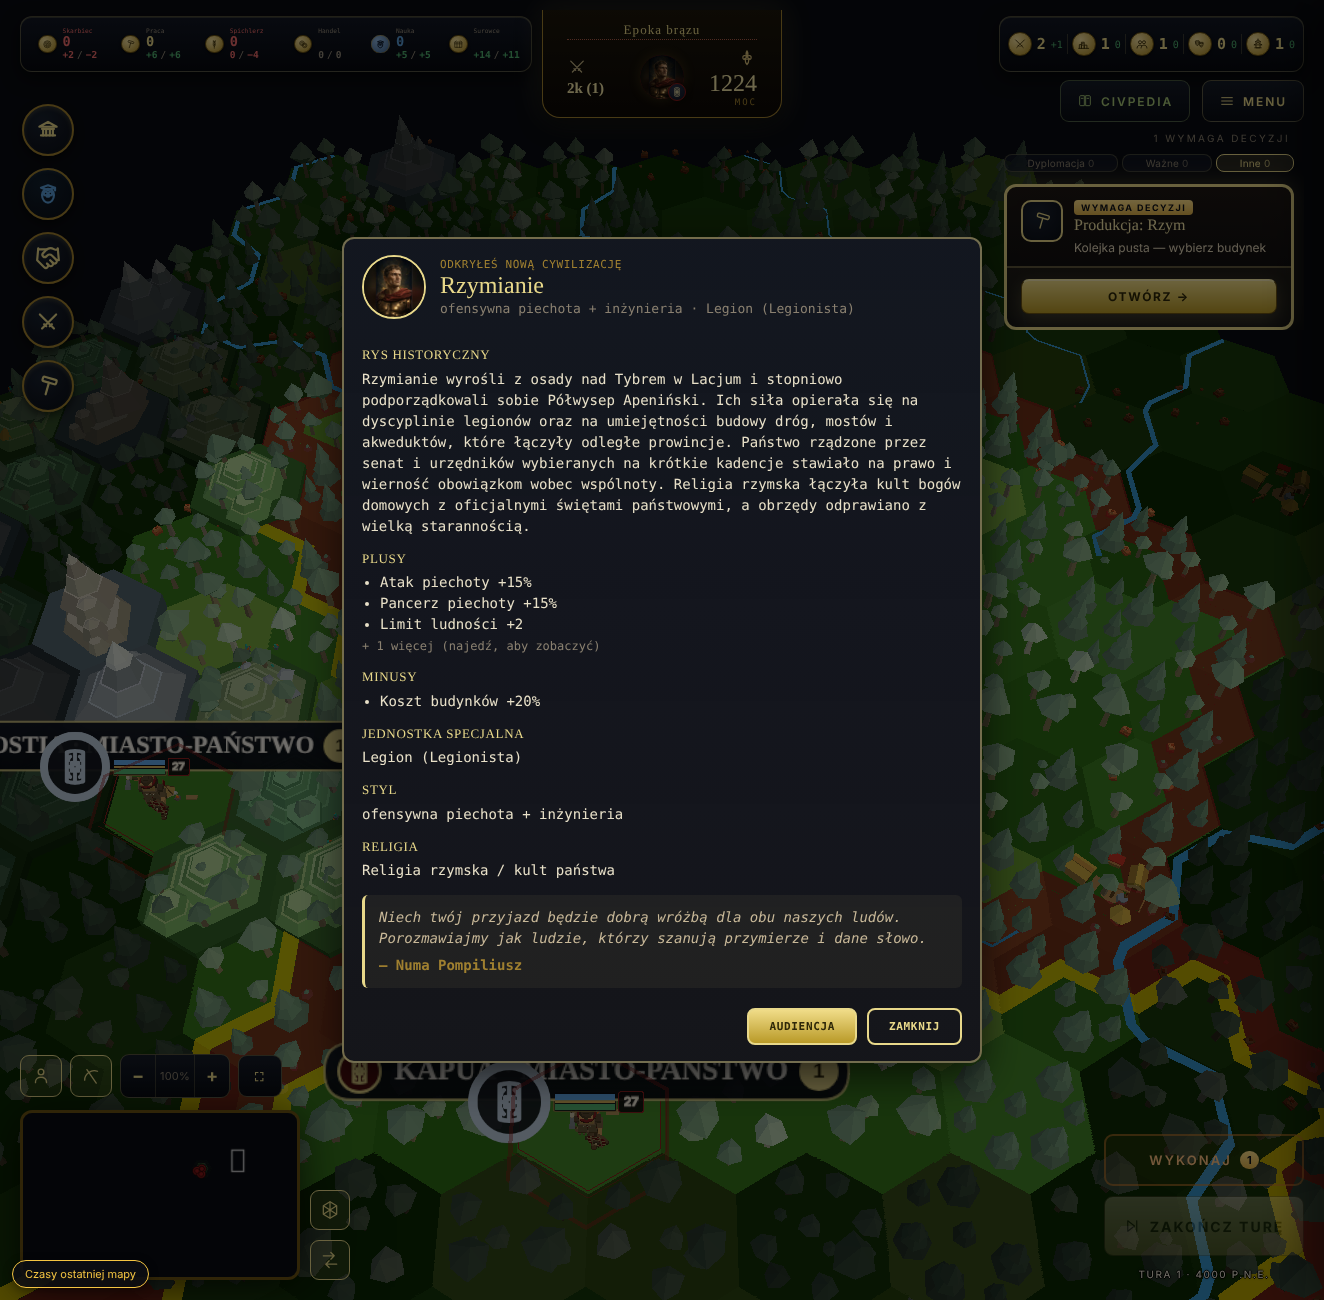 Skarbiec
0
+2 / −2
Praca
0
+6 / +6
Spichlerz
0
0 / −4
Handel
0 / 0
Nauka
0
+5 / +5
Surowce
+14 / +11
Epoka brązu
2k (1)
1224
MOC
2 +1
1 0
1 0
0 0
1 0
CIVPEDIA
MENU
1 WYMAGA DECYZJI
Dyplomacja 0
Ważne 0
Inne 0
WYMAGA DECYZJI
Produkcja: Rzym
Kolejka pusta — wybierz budynek
OTWÓRZ →
ODKRYŁEŚ NOWĄ CYWILIZACJĘ
Rzymianie
ofensywna piechota + inżynieria · Legion (Legionista)
RYS HISTORYCZNY
Rzymianie wyrośli z osady nad Tybrem w Lacjum i stopniowo
podporządkowali sobie Półwysep Apeniński. Ich siła opierała się na
dyscyplinie legionów oraz na umiejętności budowy dróg, mostów i
akweduktów, które łączyły odległe prowincje. Państwo rządzone przez
senat i urzędników wybieranych na krótkie kadencje stawiało na prawo i
wierność obowiązkom wobec wspólnoty. Religia rzymska łączyła kult bogów
domowych z oficjalnymi świętami państwowymi, a obrzędy odprawiano z
wielką starannością.
PLUSY
• Atak piechoty +15%
• Pancerz piechoty +15%
• Limit ludności +2
+ 1 więcej (najedź, aby zobaczyć)
MINUSY
• Koszt budynków +20%
JEDNOSTKA SPECJALNA
Legion (Legionista)
STYL
ofensywna piechota + inżynieria
RELIGIA
Religia rzymska / kult państwa
Niech twój przyjazd będzie dobrą wróżbą dla obu naszych ludów.
Porozmawiajmy jak ludzie, którzy szanują przymierze i dane słowo.
— Numa Pompiliusz
AUDIENCJA
ZAMKNIJ
MIASTO-PAŃSTWO
27
KAPUA MIASTO-PAŃSTWO 1
27
− 100% +
WYKONAJ 1
ZAKOŃCZ TURĘ
TURA 1 · 4000 P.N.E.
Czasy ostatniej mapy